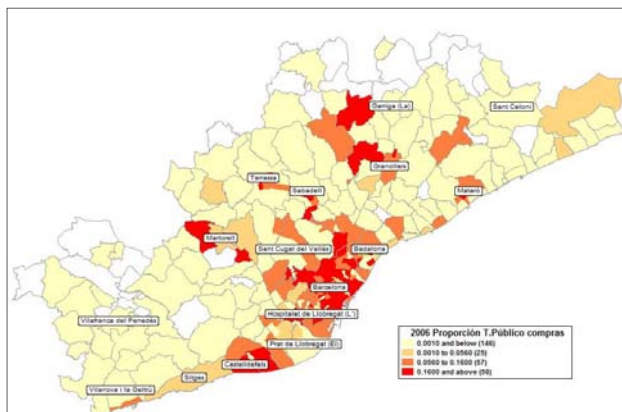 Garriga (La)
Sant Celoni
Granollers
Terrassa
Sabadell
Mataró
Martorell
Sant Cugat del Vallès
Badalona
Barcelona
Hospitalet de Llobregat (L')
Vilafranca del Penedès
Prat de Llobregat (El)
Castelldefels
Sitges
Vilanova i la Geltrú
2006 Proporción T.Público compras
0.0010 and below (146)
0.0010 to 0.0560 (25)
0.0560 to 0.1600 (57)
0.1600 and above (58)